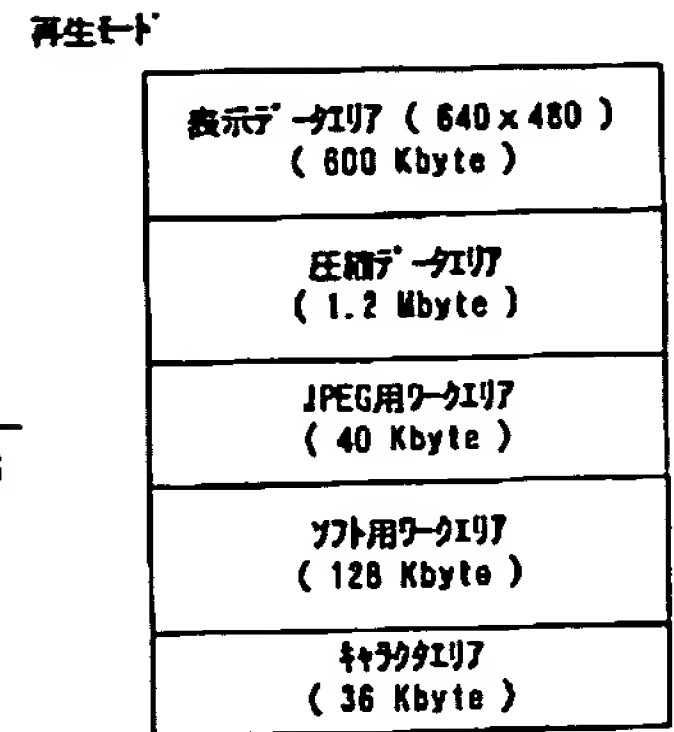 再生ﾓｰﾄﾞ
表示ﾃﾞｰﾀｴﾘｱ ( 640×480 )
( 600 Kbyte )
圧縮ﾃﾞｰﾀｴﾘｱ
( 1.2 Mbyte )
JPEG用ﾜｰｸｴﾘｱ
( 40 Kbyte )
ｿﾌﾄ用ﾜｰｸｴﾘｱ
( 128 Kbyte )
ｷｬﾗｸﾀｴﾘｱ
( 36 Kbyte )